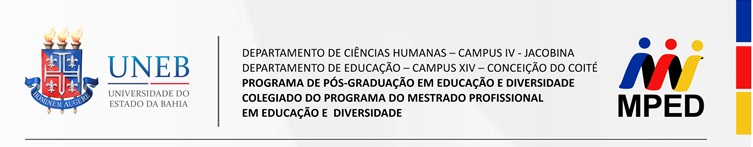 HOMINEM AUGERE
UNEB
UNIVERSIDADE DO
ESTADO DA BAHIA
DEPARTAMENTO DE CIÊNCIAS HUMANAS – CAMPUS IV - JACOBINA
DEPARTAMENTO DE EDUCAÇÃO – CAMPUS XIV – CONCEIÇÃO DO COITÉ
PROGRAMA DE PÓS-GRADUAÇÃO EM EDUCAÇÃO E DIVERSIDADE
COLEGIADO DO PROGRAMA DO MESTRADO PROFISSIONAL
EM EDUCAÇÃO E  DIVERSIDADE
MPED